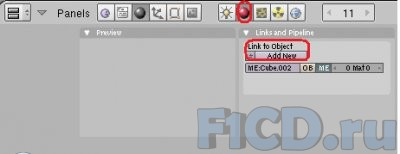 Panels 11
Preview
Links and Pipeline
Link to Object
Add New
ME:Cube.002 OB ME 0 Mat 0
F1CD.ru